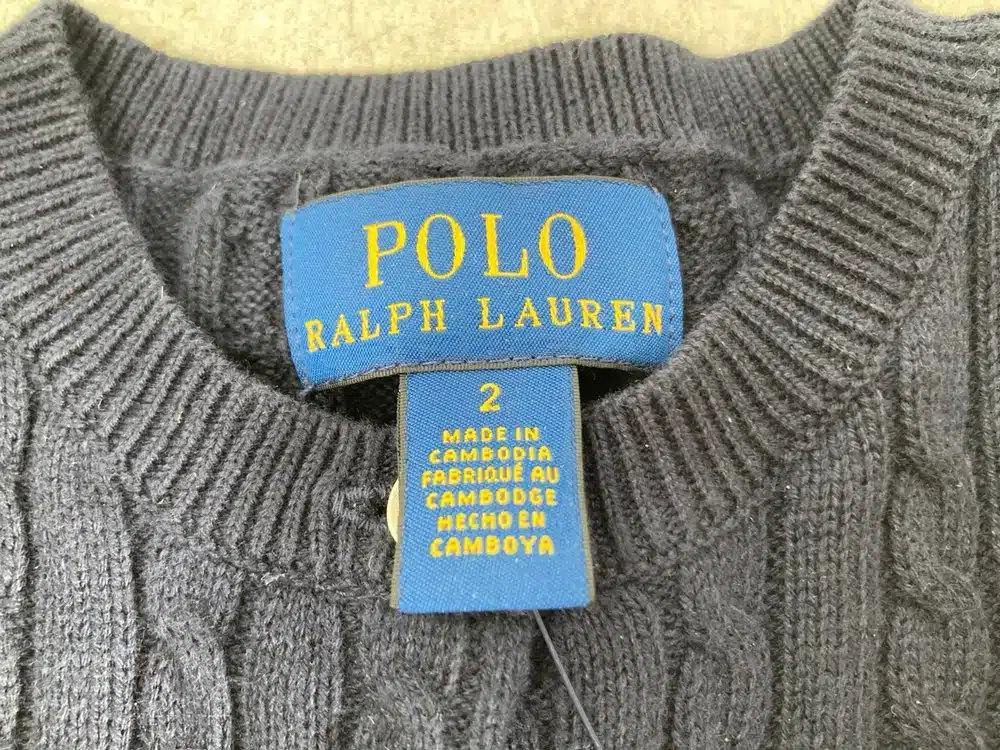 POLO
RALPH LAUREN
2
MADE IN
CAMBODIA
FABRIQUÉ AU
CAMBODGE
HECHO EN
CAMBOYA